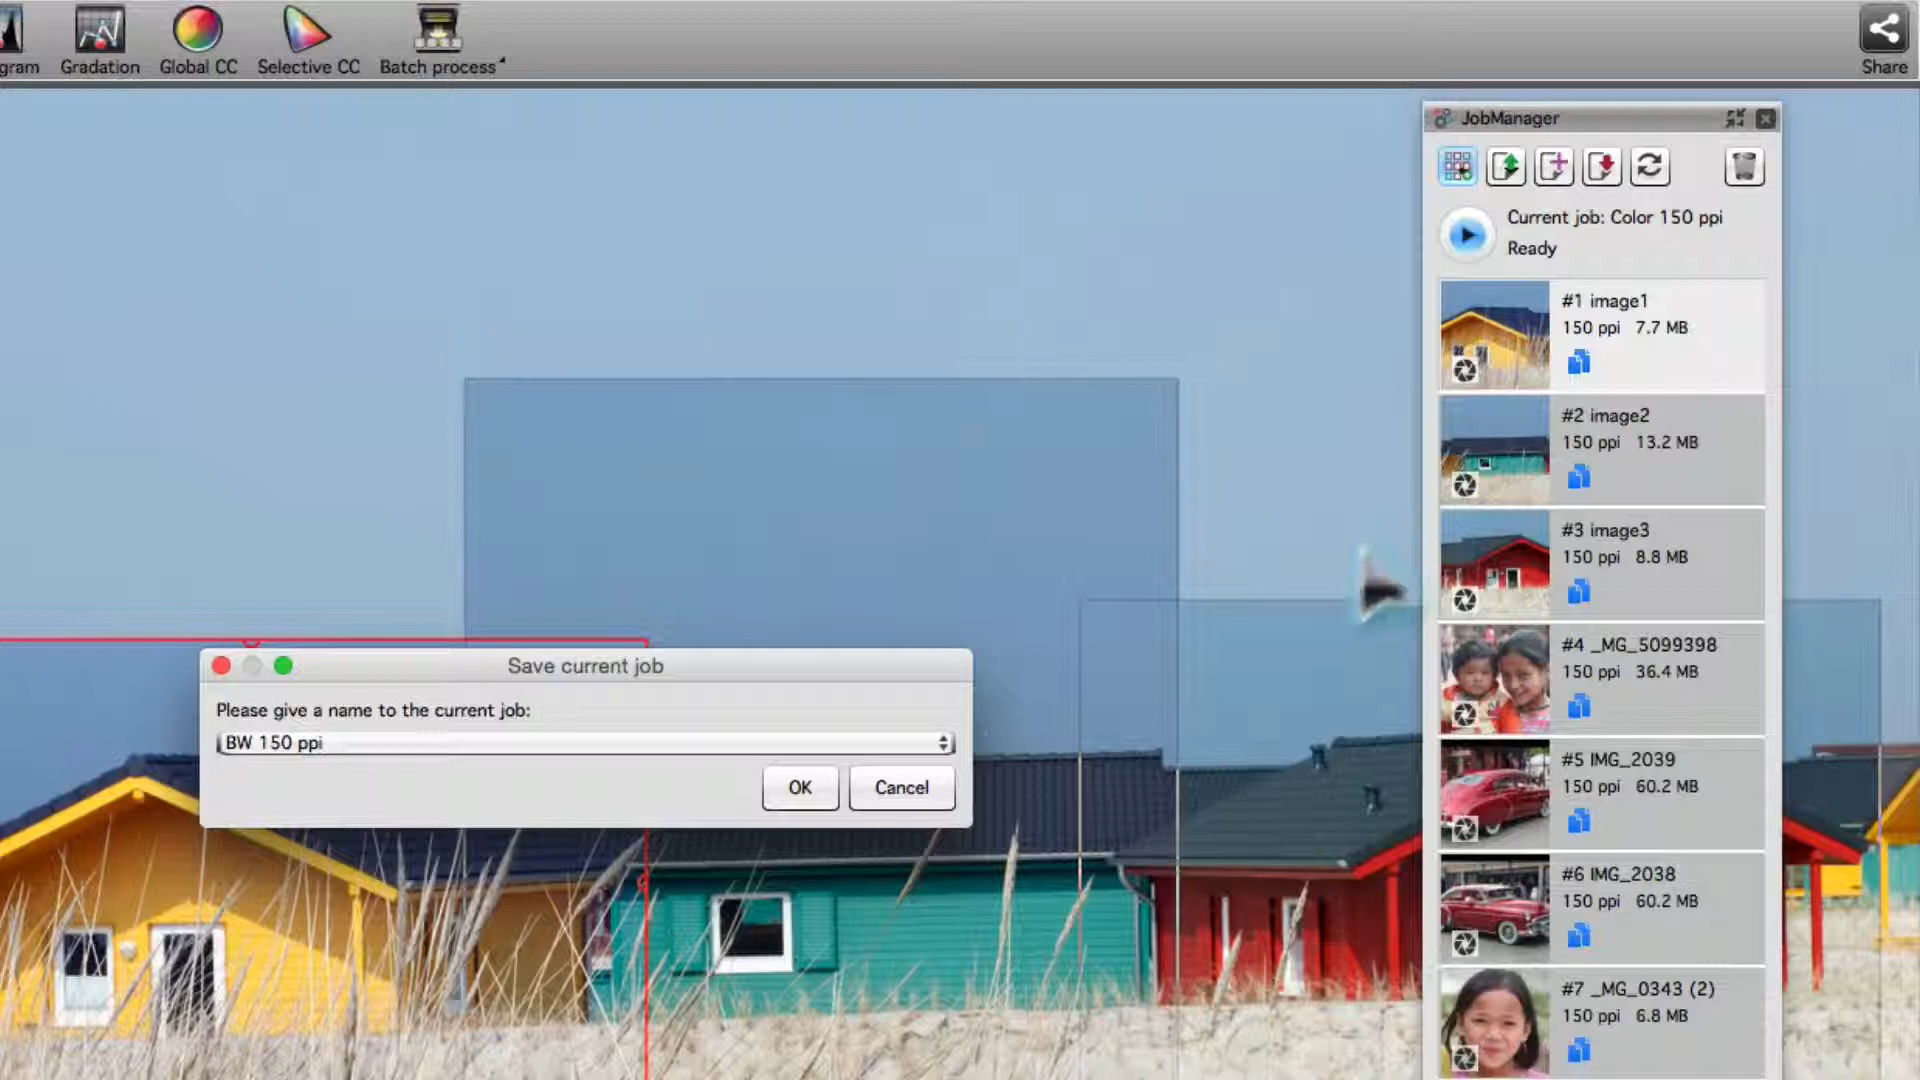 gram
Gradation
Global CC
Selective CC
Batch process
Share
JobManager
Current job: Color 150 ppi
Ready
#1 image1
150 ppi 7.7 MB
#2 image2
150 ppi 13.2 MB
#3 image3
150 ppi 8.8 MB
#4 _MG_5099398
150 ppi 36.4 MB
#5 IMG_2039
150 ppi 60.2 MB
#6 IMG_2038
150 ppi 60.2 MB
#7 _MG_0343 (2)
150 ppi 6.8 MB
Save current job
Please give a name to the current job:
BW 150 ppi
OK
Cancel